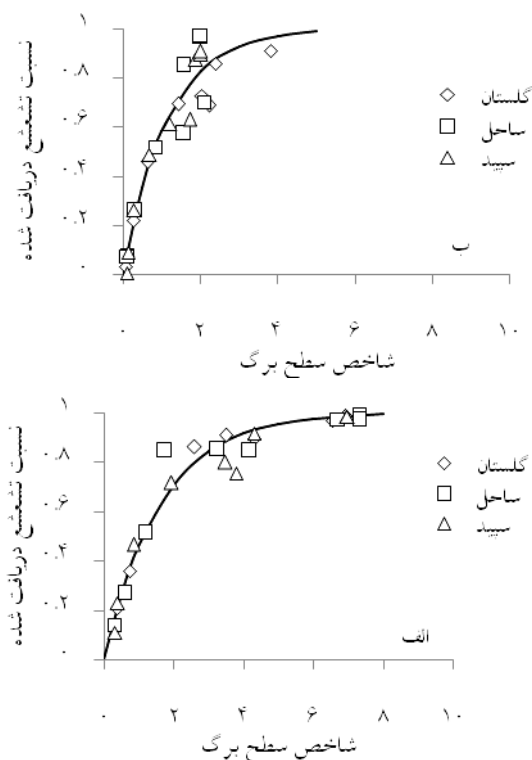 نسبت تشعشع دریافت شده
۱
۰.۸
۰.۶
۰.۴
۰.۲
۰
گلستان
ساحل
سپید
ب
۰ ۲ ۴ ۶ ۸ ۱۰
شاخص سطح برگ
نسبت تشعشع دریافت شده
۱
۰.۸
۰.۶
۰.۴
۰.۲
۰
گلستان
ساحل
سپید
الف
۰ ۲ ۴ ۶ ۸ ۱۰
شاخص سطح برگ